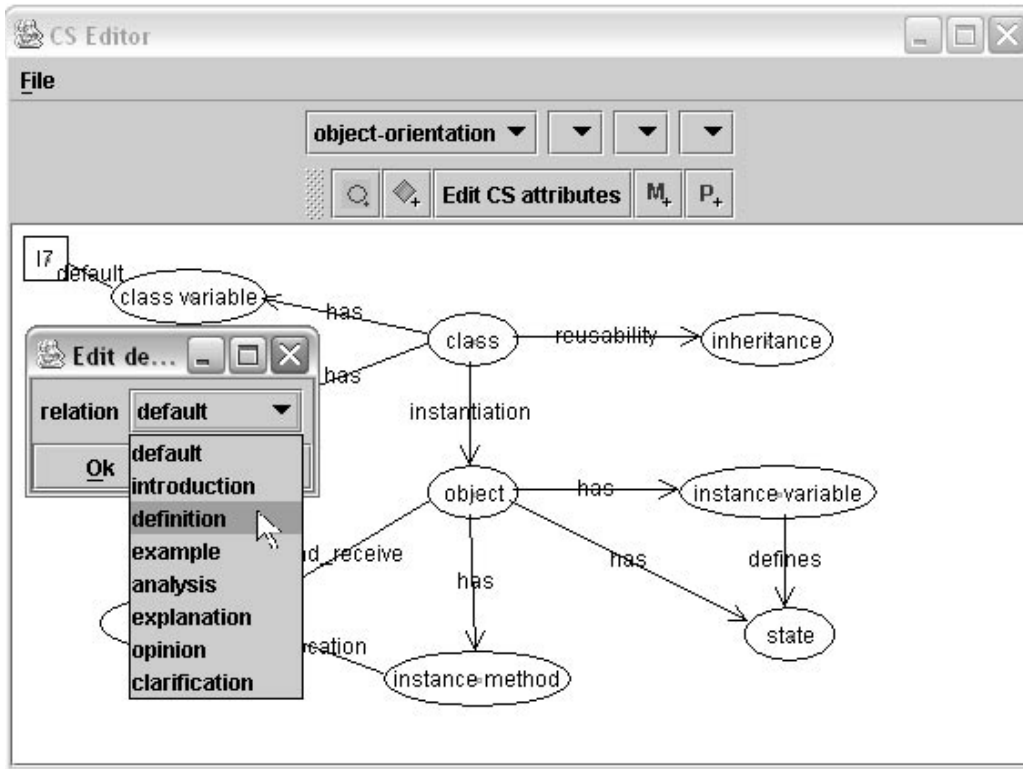 CS Editor
File
object-orientation
Edit CS attributes M+ P+
I7
default
class variable
has
class
reusability
inheritance
Edit de...
has
relation default
instantiation
default
Ok
introduction
definition
object
has
instance variable
example
nd_receive
has
has
defines
analysis
explanation
opinion
cation
state
clarification
instance method